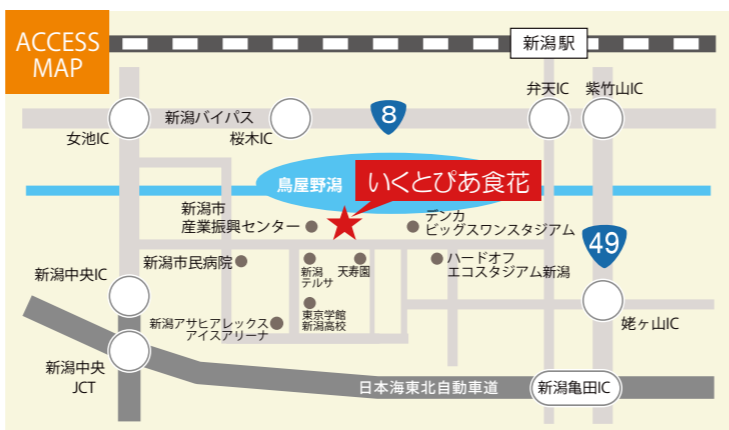 ACCESS
MAP
新潟駅
弁天IC
紫竹山IC
新潟バイパス
8
女池IC
桜木IC
鳥屋野潟
いくとぴあ食花
新潟市
産業振興センター
デンカ
ビッグスワンスタジアム
49
新潟市民病院
新潟
テルサ
天寿園
ハードオフ
エコスタジアム新潟
新潟中央IC
新潟アサヒアレックス
アイスアリーナ
東京学館
新潟高校
姥ヶ山IC
新潟中央
JCT
日本海東北自動車道
新潟亀田IC